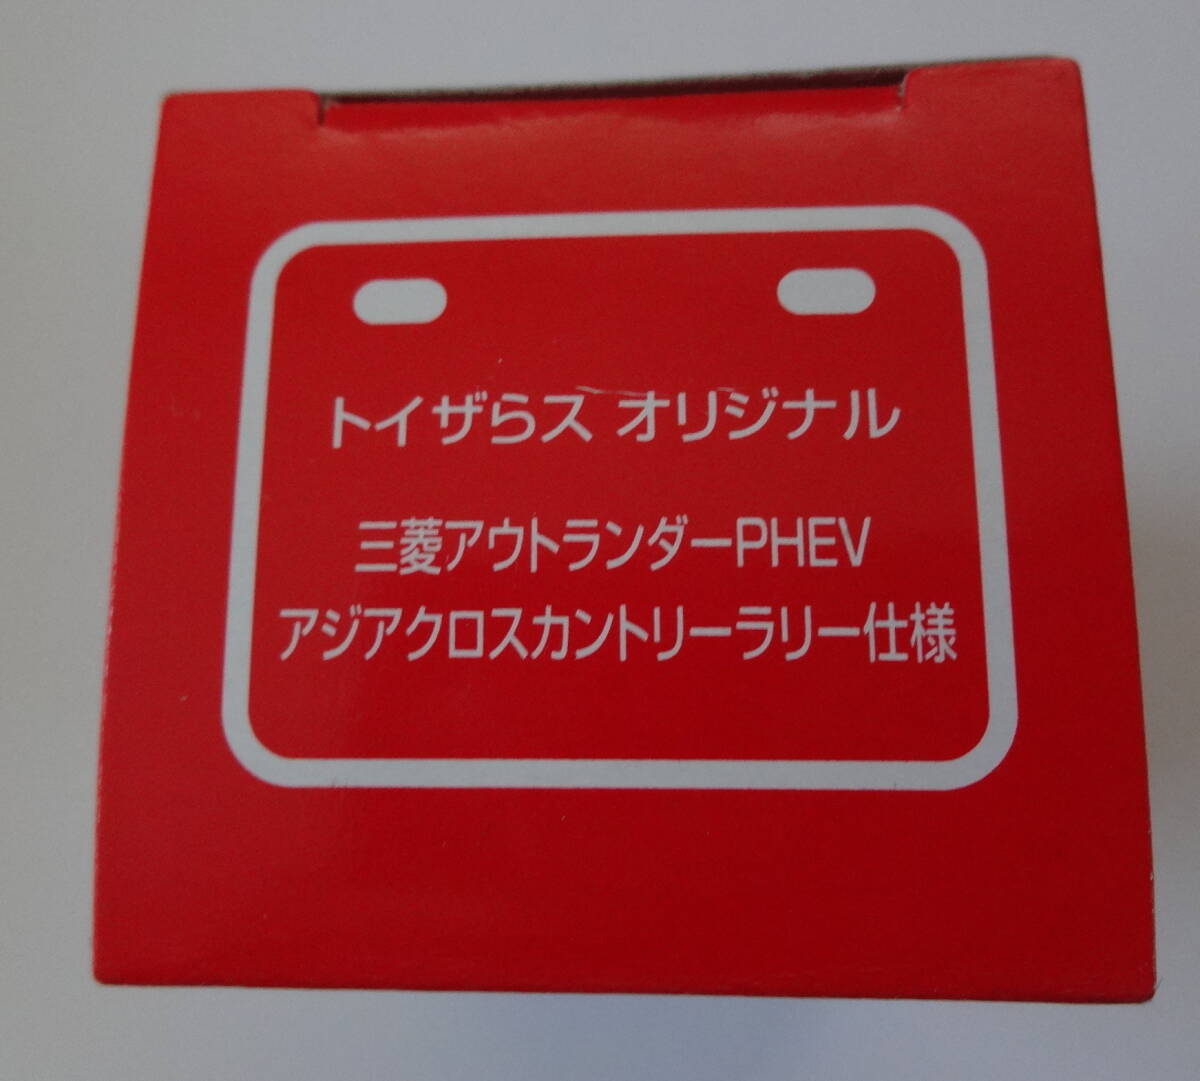 トイザらス オリジナル
三菱アウトランダーPHEV
アジアクロスカントリーラリー仕様